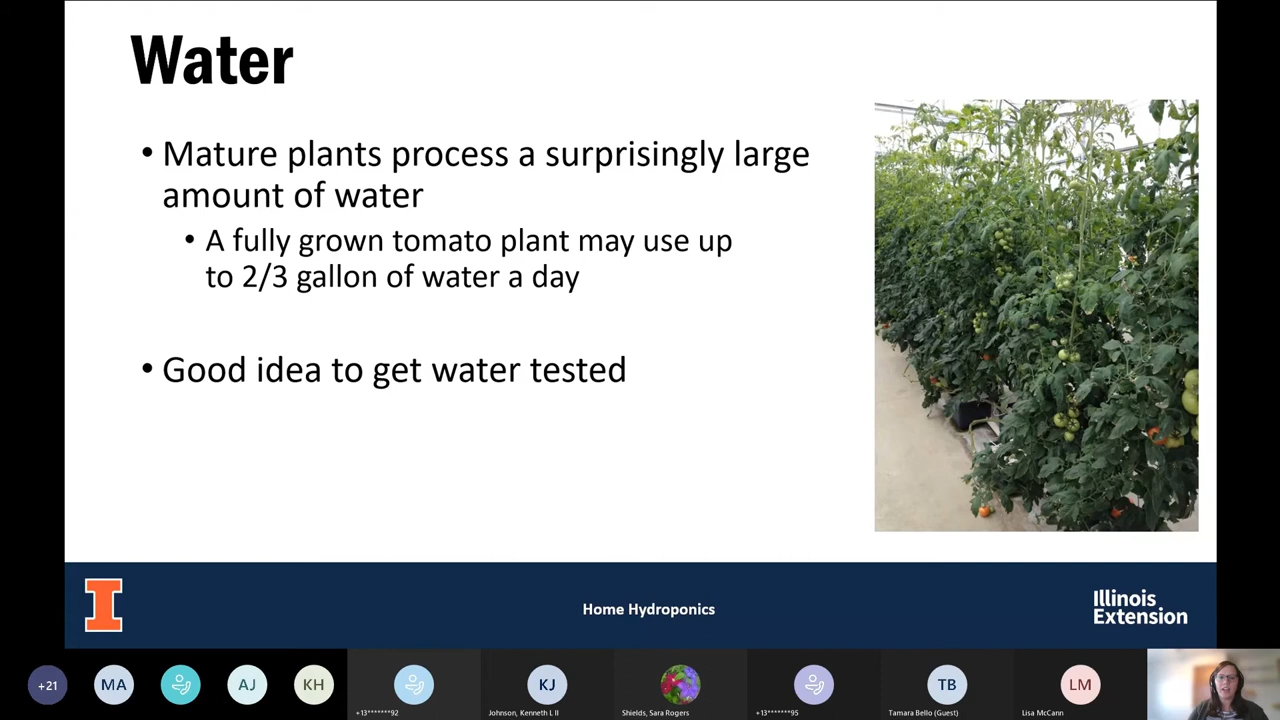 Water
• Mature plants process a surprisingly large
amount of water
• A fully grown tomato plant may use up
to 2/3 gallon of water a day
• Good idea to get water tested
I
Home Hydroponics
Illinois
Extension
+21
MA
AJ
KH
KJ
TB
LM
+13*******92
Johnson, Kenneth L II
Shields, Sara Rogers
+13*******95
Tamara Bello (Guest)
Lisa McCann